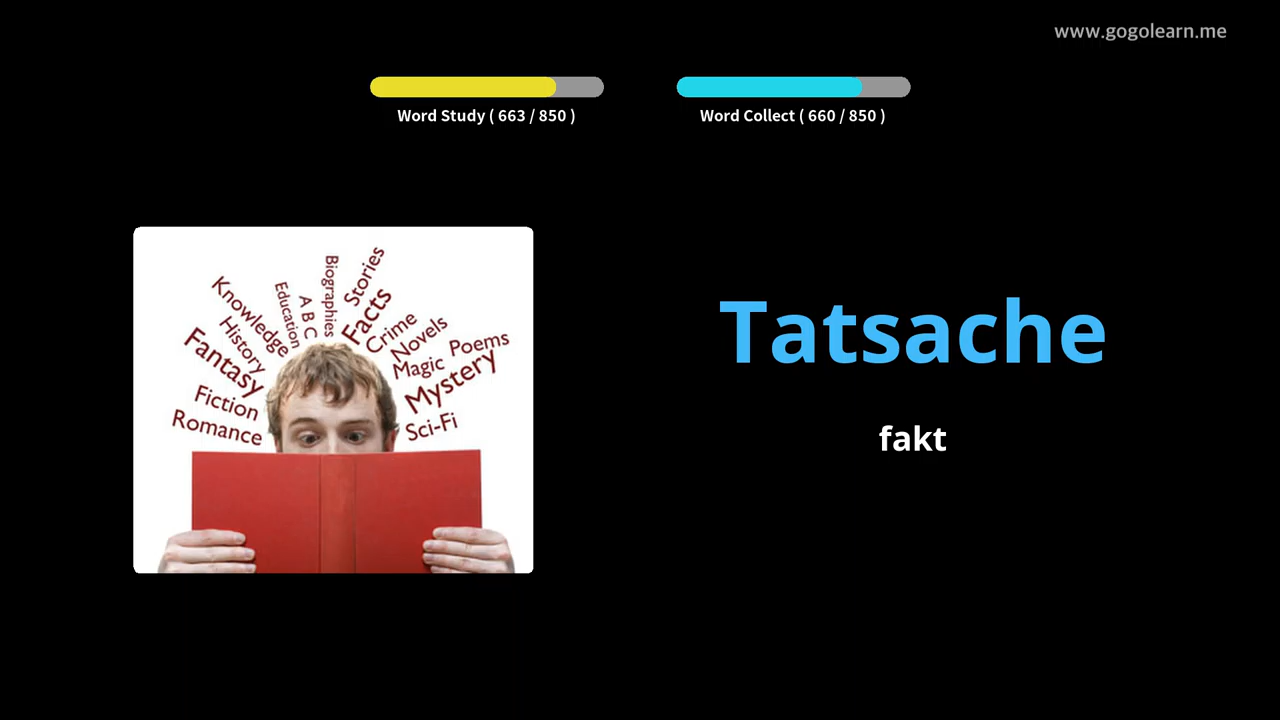 www.gogolearn.me
Word Study ( 663 / 850 )
Word Collect ( 660 / 850 )
Tatsache
fakt
Romance
Fiction
Fantasy
History
Knowledge
Education
A B C
Biographies
Stories
Facts
Crime
Novels
Poems
Magic
Mystery
Sci-Fi